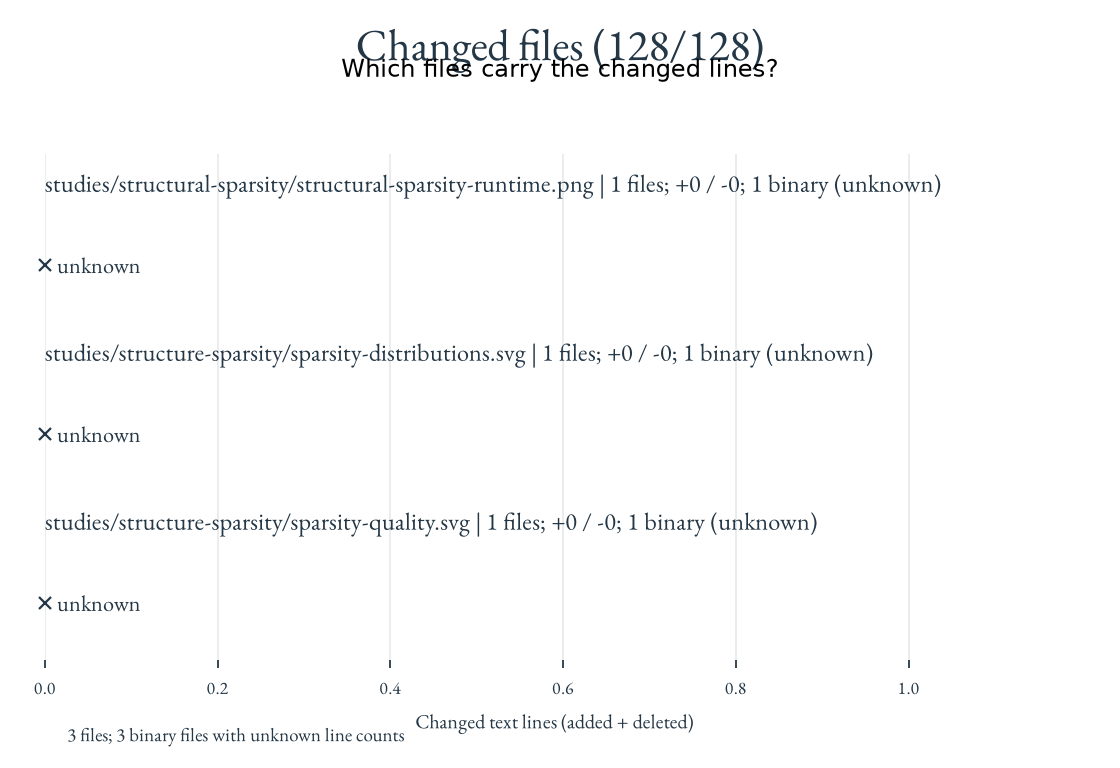 Changed files (128/128)
Which files carry the changed lines?
studies/structural-sparsity/structural-sparsity-runtime.png | 1 files; +0 / -0; 1 binary (unknown)
× unknown
studies/structure-sparsity/sparsity-distributions.svg | 1 files; +0 / -0; 1 binary (unknown)
× unknown
studies/structure-sparsity/sparsity-quality.svg | 1 files; +0 / -0; 1 binary (unknown)
× unknown
0.0 0.2 0.4 0.6 0.8 1.0
Changed text lines (added + deleted)
3 files; 3 binary files with unknown line counts